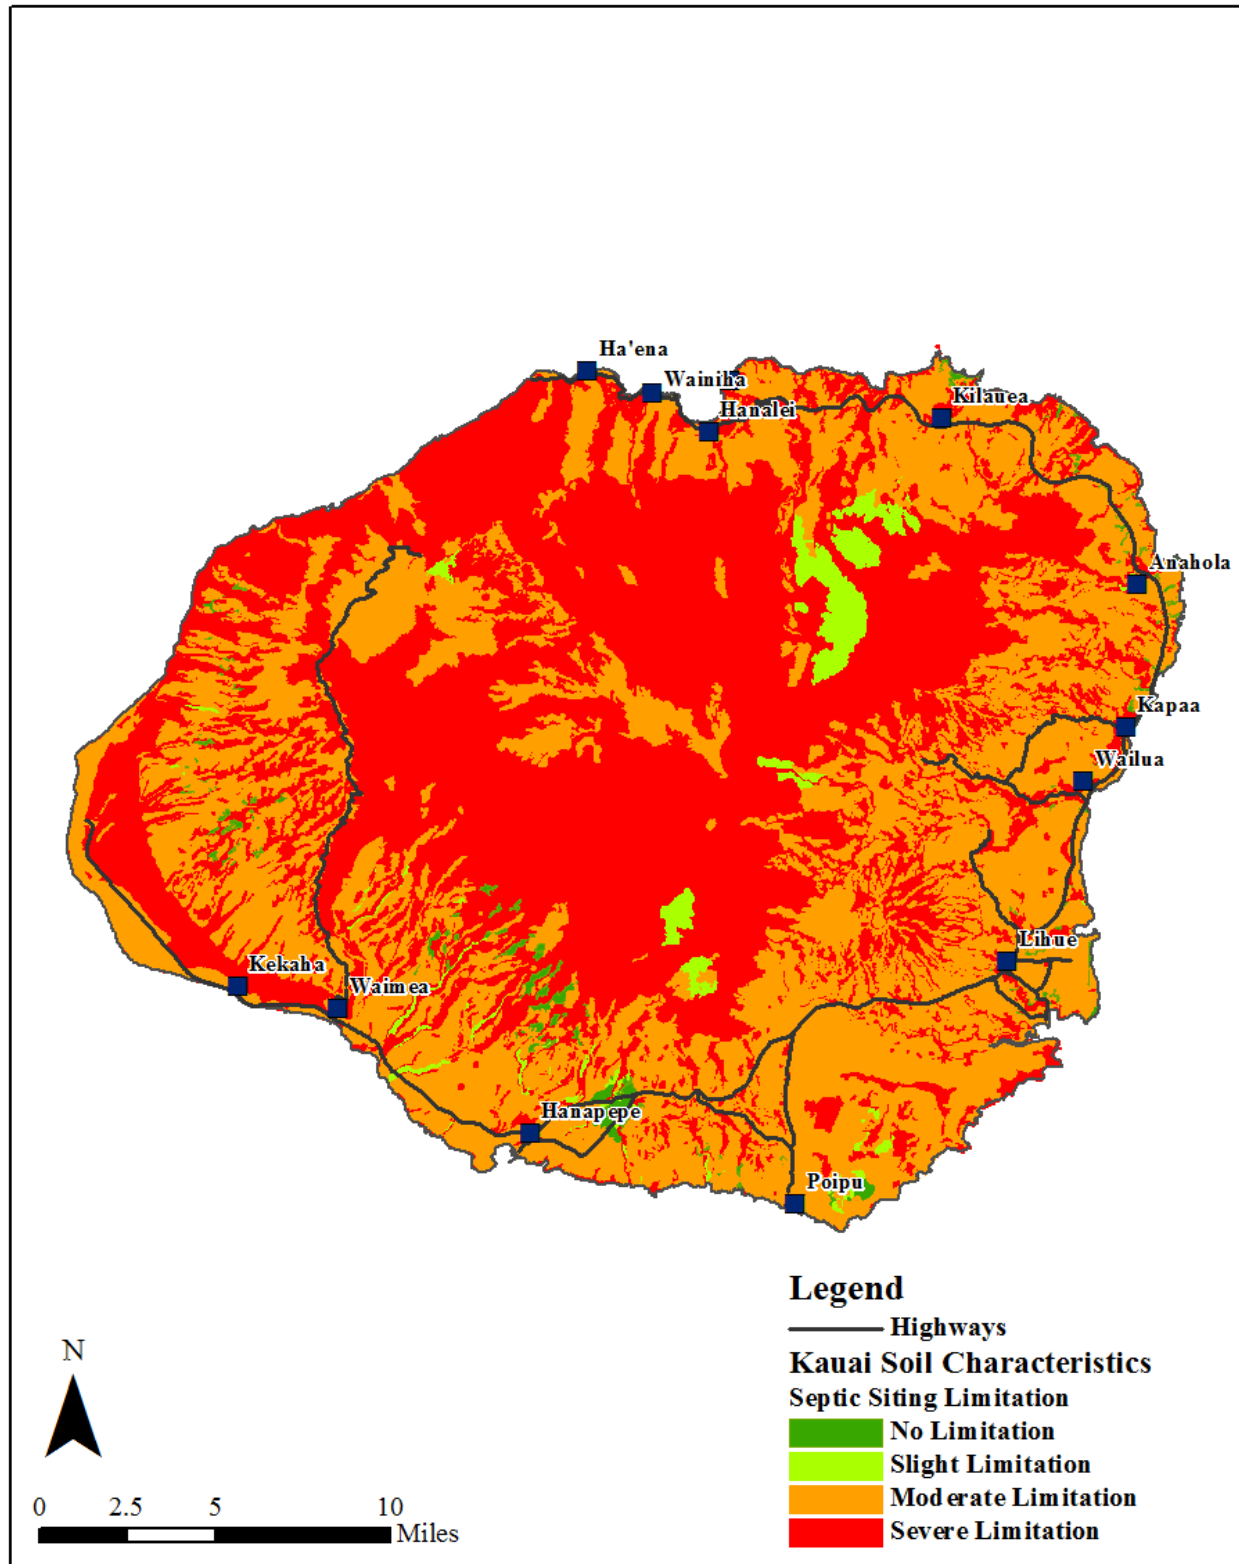 Ha'ena
Wainiha
Hanalei
Kilauea
Anahola
Kapaa
Wailua
Lihue
Kekaha
Waimea
Hanapepe
Poipu
Legend
Highways
Kauai Soil Characteristics
Septic Siting Limitation
No Limitation
Slight Limitation
Moderate Limitation
Severe Limitation
N
0 2.5 5 10
Miles